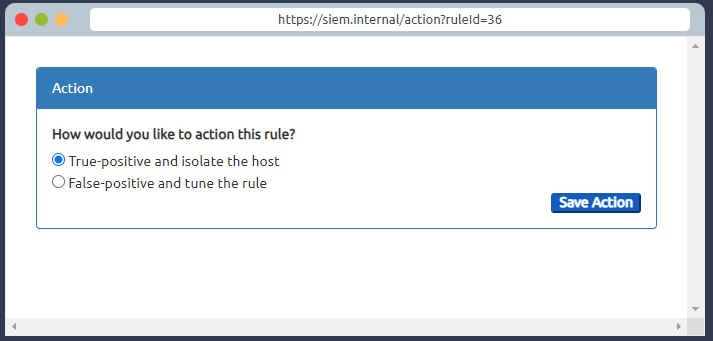 https://siem.internal/action?ruleId=36
Action
How would you like to action this rule?
True-positive and isolate the host
False-positive and tune the rule
Save Action